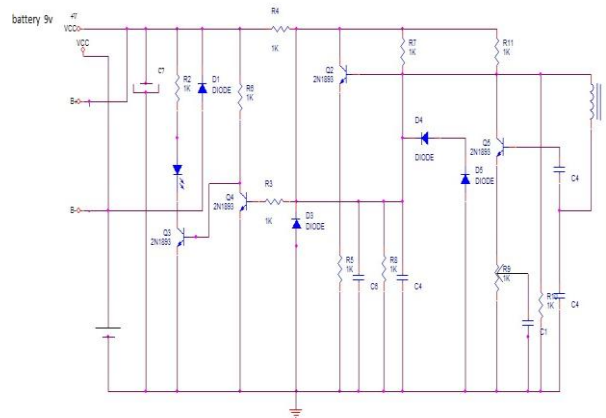 battery 9v
+V
VCC
VCC
B+
B-
C7
R2
1K
D1
DIODE
R6
1K
R4
1K
Q2
2N1893
R7
1K
R11
1K
D4
DIODE
D5
DIODE
Q5
2N1893
C4
Q3
2N1893
Q4
2N1893
R3
1K
D3
DIODE
R5
1K
C6
R8
1K
C4
R9
1K
C1
R10
1K
C4